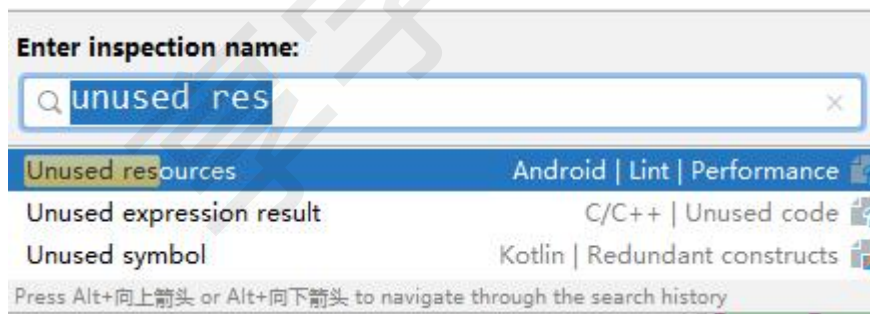 Enter inspection name:
unused res
Unused resources Android | Lint | Performance
Unused expression result C/C++ | Unused code
Unused symbol Kotlin | Redundant constructs
Press Alt+向上箭头 or Alt+向下箭头 to navigate through the search history